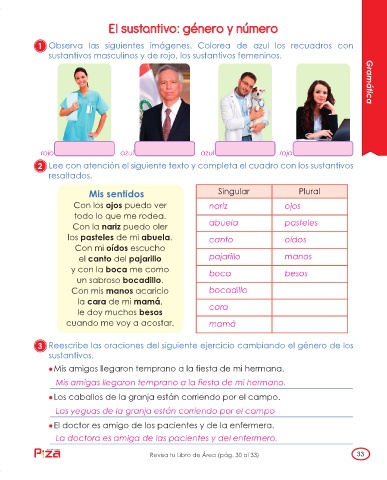 El sustantivo: género y número
1 Observa las siguientes imágenes. Colorea de azul los recuadros con
sustantivos masculinos y de rojo, los sustantivos femeninos.
Gramática
rojo azul azul rojo
2 Lee con atención el siguiente texto y completa el cuadro con los sustantivos
resaltados.
Mis sentidos
Con los ojos puedo ver
todo lo que me rodea.
Con la nariz puedo oler
los pasteles de mi abuela.
Con mi oídos escucho
el canto del pajarillo
y con la boca me como
un sabroso bocadillo.
Con mis manos acaricio
la cara de mi mamá,
le doy muchos besos
cuando me voy a acostar.
Singular Plural
nariz ojos
abuela pasteles
canto oídos
pajarillo manos
boca besos
bocadillo
cara
mamá
3 Reescribe las oraciones del siguiente ejercicio cambiando el género de los
sustantivos.
• Mis amigos llegaron temprano a la fiesta de mi hermana.
Mis amigas llegaron temprano a la fiesta de mi hermano.
• Los caballos de la granja están corriendo por el campo.
Las yeguas de la granja están corriendo por el campo
• El doctor es amigo de los pacientes y de la enfermera.
La doctora es amiga de las pacientes y del enfermero.
Piza
Revisa tu Libro de Área (pág. 30 al 33)
33